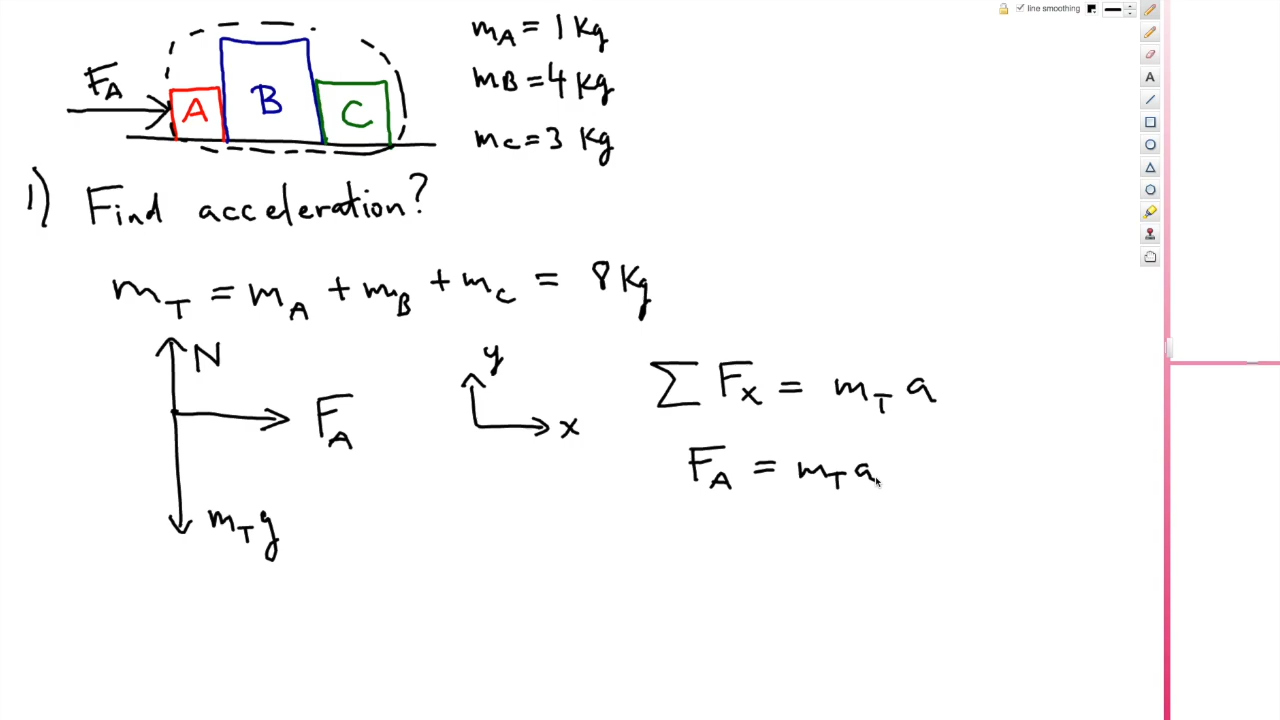 line smoothing
F_A
A
B
C
m_A = 1 Kg
m_B = 4 Kg
m_C = 3 Kg
1) Find acceleration?
m_T = m_A + m_B + m_C = 8 Kg
N
F_A
m_T g
y
x
∑ F_x = m_T a
F_A = m_T a
A